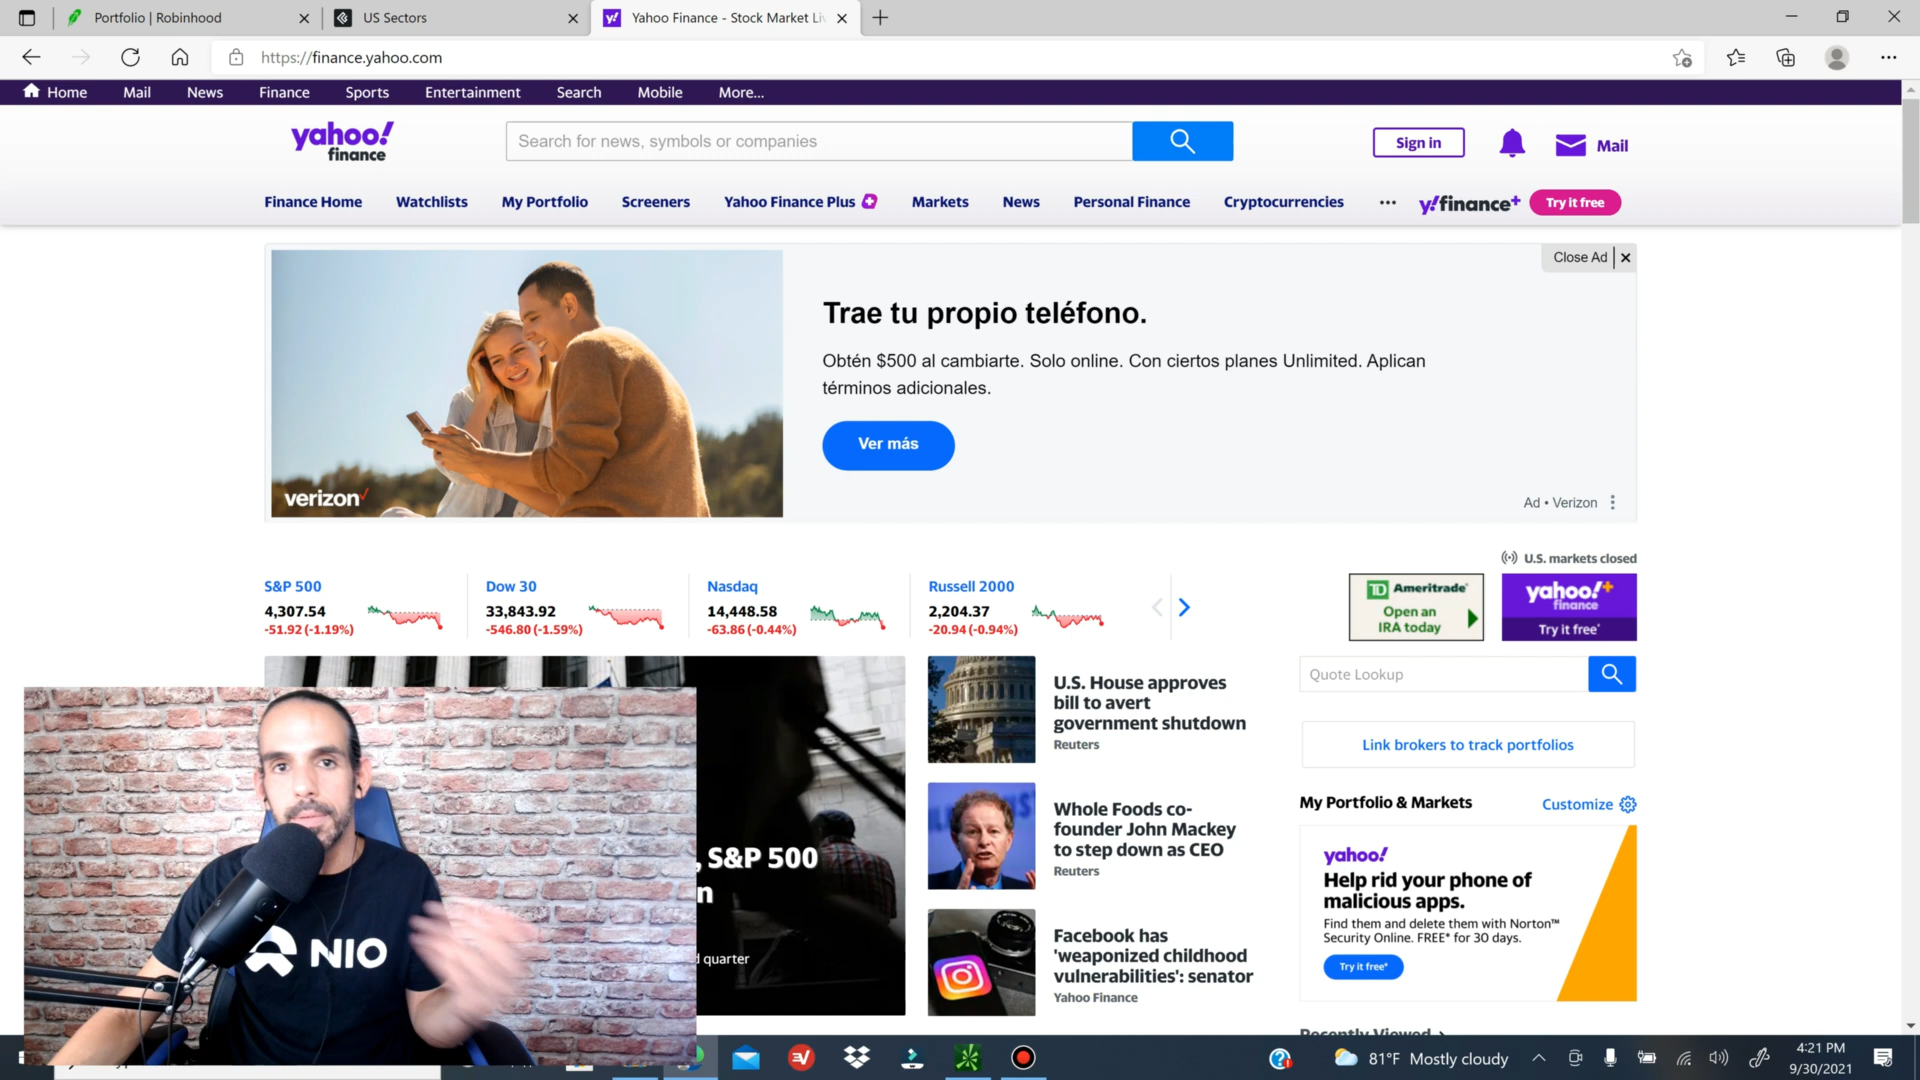 Portfolio | Robinhood
US Sectors
Yahoo Finance - Stock Market Li
https://finance.yahoo.com
Home Mail News Finance Sports Entertainment Search Mobile More...
yahoo! finance
Search for news, symbols or companies
Sign in
Mail
Finance Home Watchlists My Portfolio Screeners Yahoo Finance Plus Markets News Personal Finance Cryptocurrencies ... y!finance+ Try it free
Close Ad
Trae tu propio teléfono.
Obtén $500 al cambiarte. Solo online. Con ciertos planes Unlimited. Aplican
términos adicionales.
Ver más
verizon
Ad • Verizon
U.S. markets closed
S&P 500
4,307.54
-51.92 (-1.19%)
Dow 30
33,843.92
-546.80 (-1.59%)
Nasdaq
14,448.58
-63.86 (-0.44%)
Russell 2000
2,204.37
-20.94 (-0.94%)
TD Ameritrade
Open an
IRA today
yahoo!+
finance
Try it free*
Quote Lookup
Link brokers to track portfolios
My Portfolio & Markets
Customize
yahoo!
Help rid your phone of
malicious apps.
Find them and delete them with Norton™
Security Online. FREE* for 30 days.
Try it free*
, S&P 500
n
d quarter
U.S. House approves
bill to avert
government shutdown
Reuters
Whole Foods co-
founder John Mackey
to step down as CEO
Reuters
Facebook has
'weaponized childhood
vulnerabilities': senator
Yahoo Finance
NIO
81°F Mostly cloudy
4:21 PM
9/30/2021